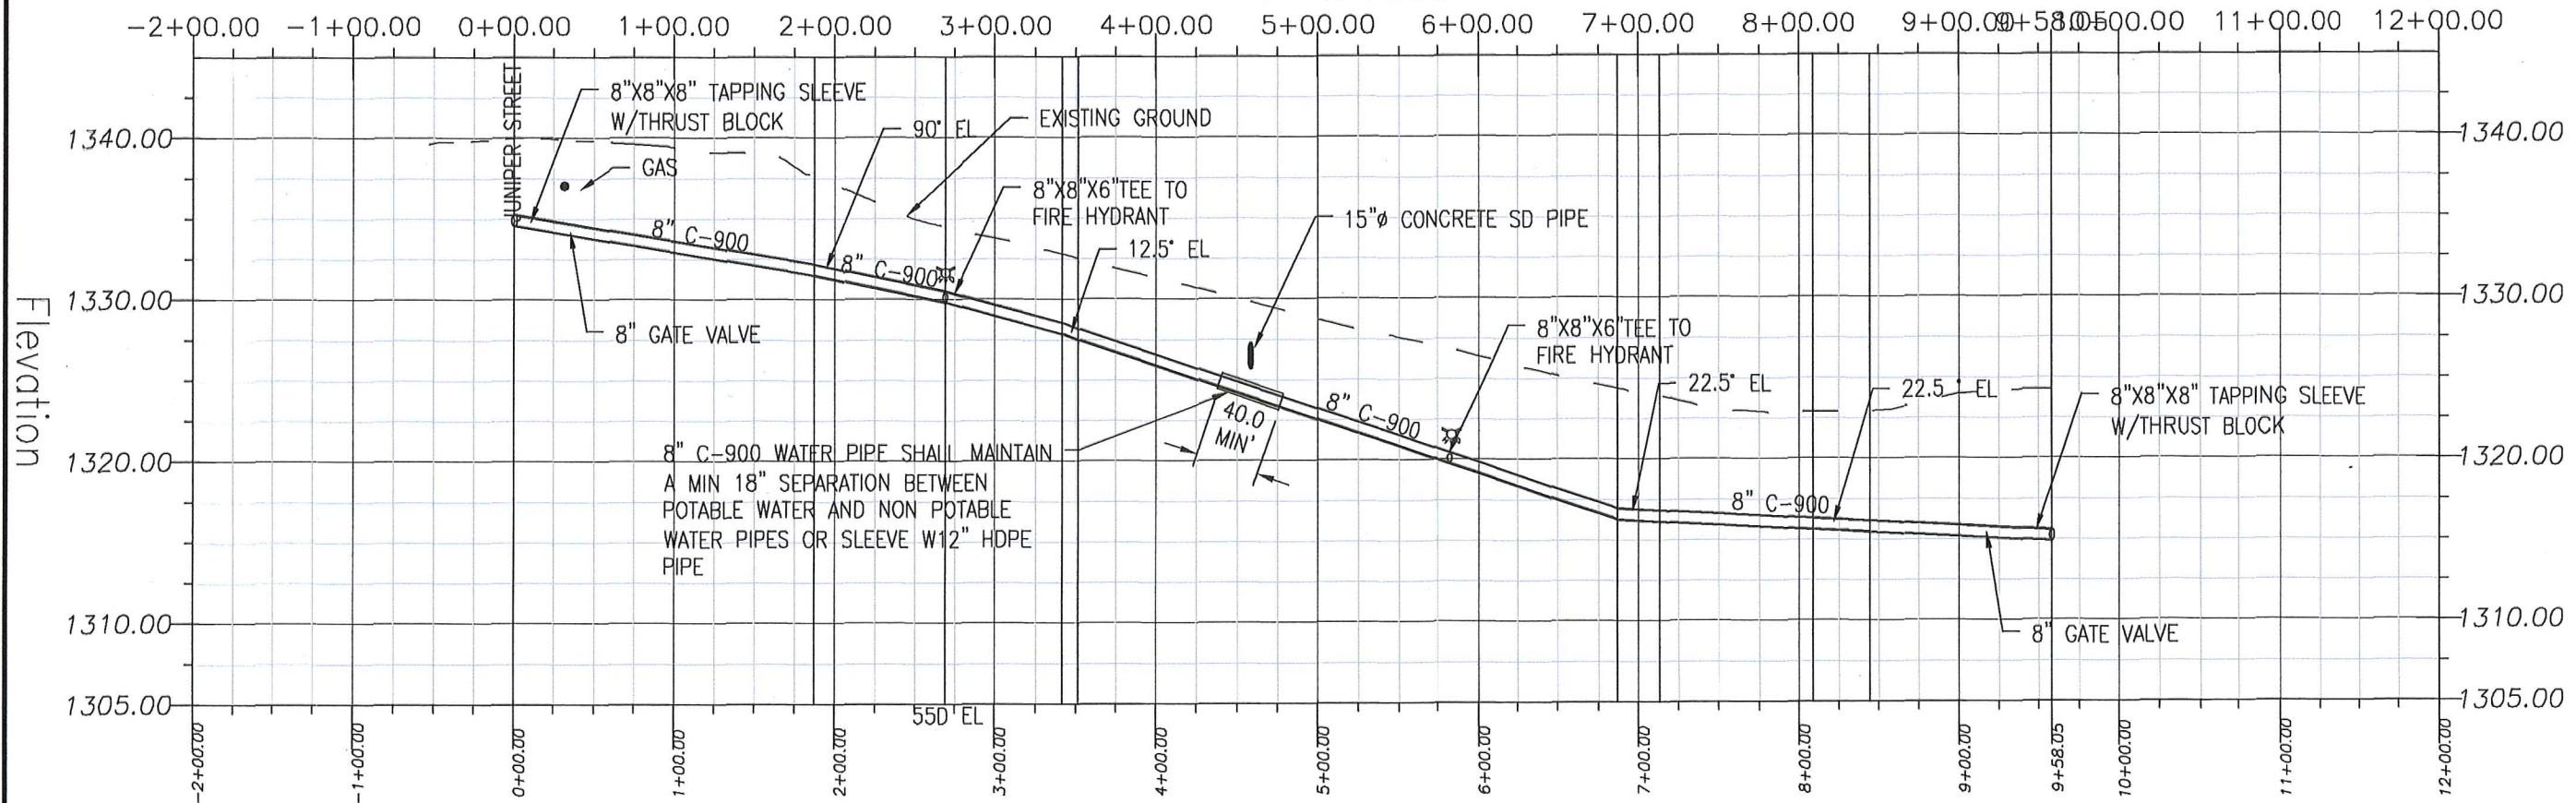 -2+00.00 -1+00.00 0+00.00 1+00.00 2+00.00 3+00.00 4+00.00 5+00.00 6+00.00 7+00.00 8+00.00 9+00.00 9+58.05 10+00.00 11+00.00 12+00.00
JUNIPER STREET
8"X8"X8" TAPPING SLEEVE
W/THRUST BLOCK
GAS
90° EL
EXISTING GROUND
8"X8"X6"TEE TO
FIRE HYDRANT
12.5° EL
15"ø CONCRETE SD PIPE
8" C-900
8" C-900
8" GATE VALVE
8"X8"X6"TEE TO
FIRE HYDRANT
22.5° EL
22.5° EL
8"X8"X8" TAPPING SLEEVE
W/THRUST BLOCK
8" C-900
40.0
MIN'
8" C-900 WATER PIPE SHALL MAINTAIN
A MIN 18" SEPARATION BETWEEN
POTABLE WATER AND NON POTABLE
WATER PIPES OR SLEEVE W12" HDPE
PIPE
8" C-900
8" GATE VALVE
Elevation
1340.00
1330.00
1320.00
1310.00
1305.00
1340.00
1330.00
1320.00
1310.00
1305.00
55D EL
-2+00.00 -1+00.00 0+00.00 1+00.00 2+00.00 3+00.00 4+00.00 5+00.00 6+00.00 7+00.00 8+00.00 9+00.00 9+58.05 10+00.00 11+00.00 12+00.00